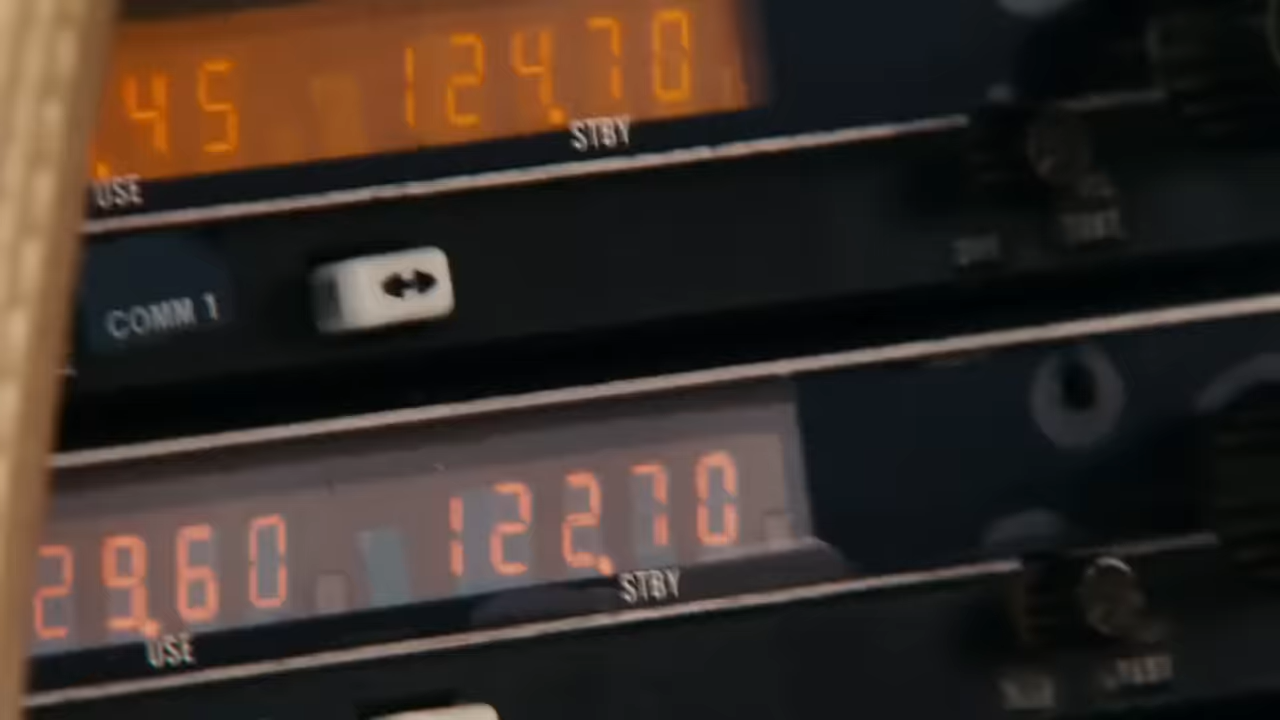 .45 124.70
USE STBY
COMM 1
29.60 122.70
USE STBY